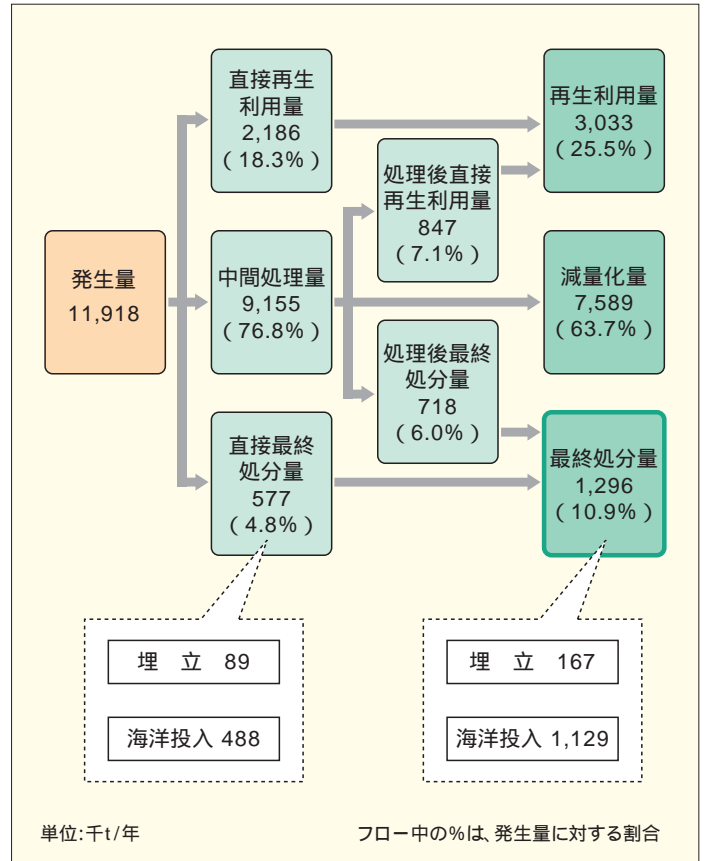 発生量
11,918
直接再生
利用量
2,186
（18.3%）
中間処理量
9,155
（76.8%）
直接最終
処分量
577
（4.8%）
処理後直接
再生利用量
847
（7.1%）
処理後最終
処分量
718
（6.0%）
再生利用量
3,033
（25.5%）
減量化量
7,589
（63.7%）
最終処分量
1,296
（10.9%）
埋　立　89
海洋投入 488
埋　立　167
海洋投入 1,129
単位:千t/年
フロー中の%は、発生量に対する割合